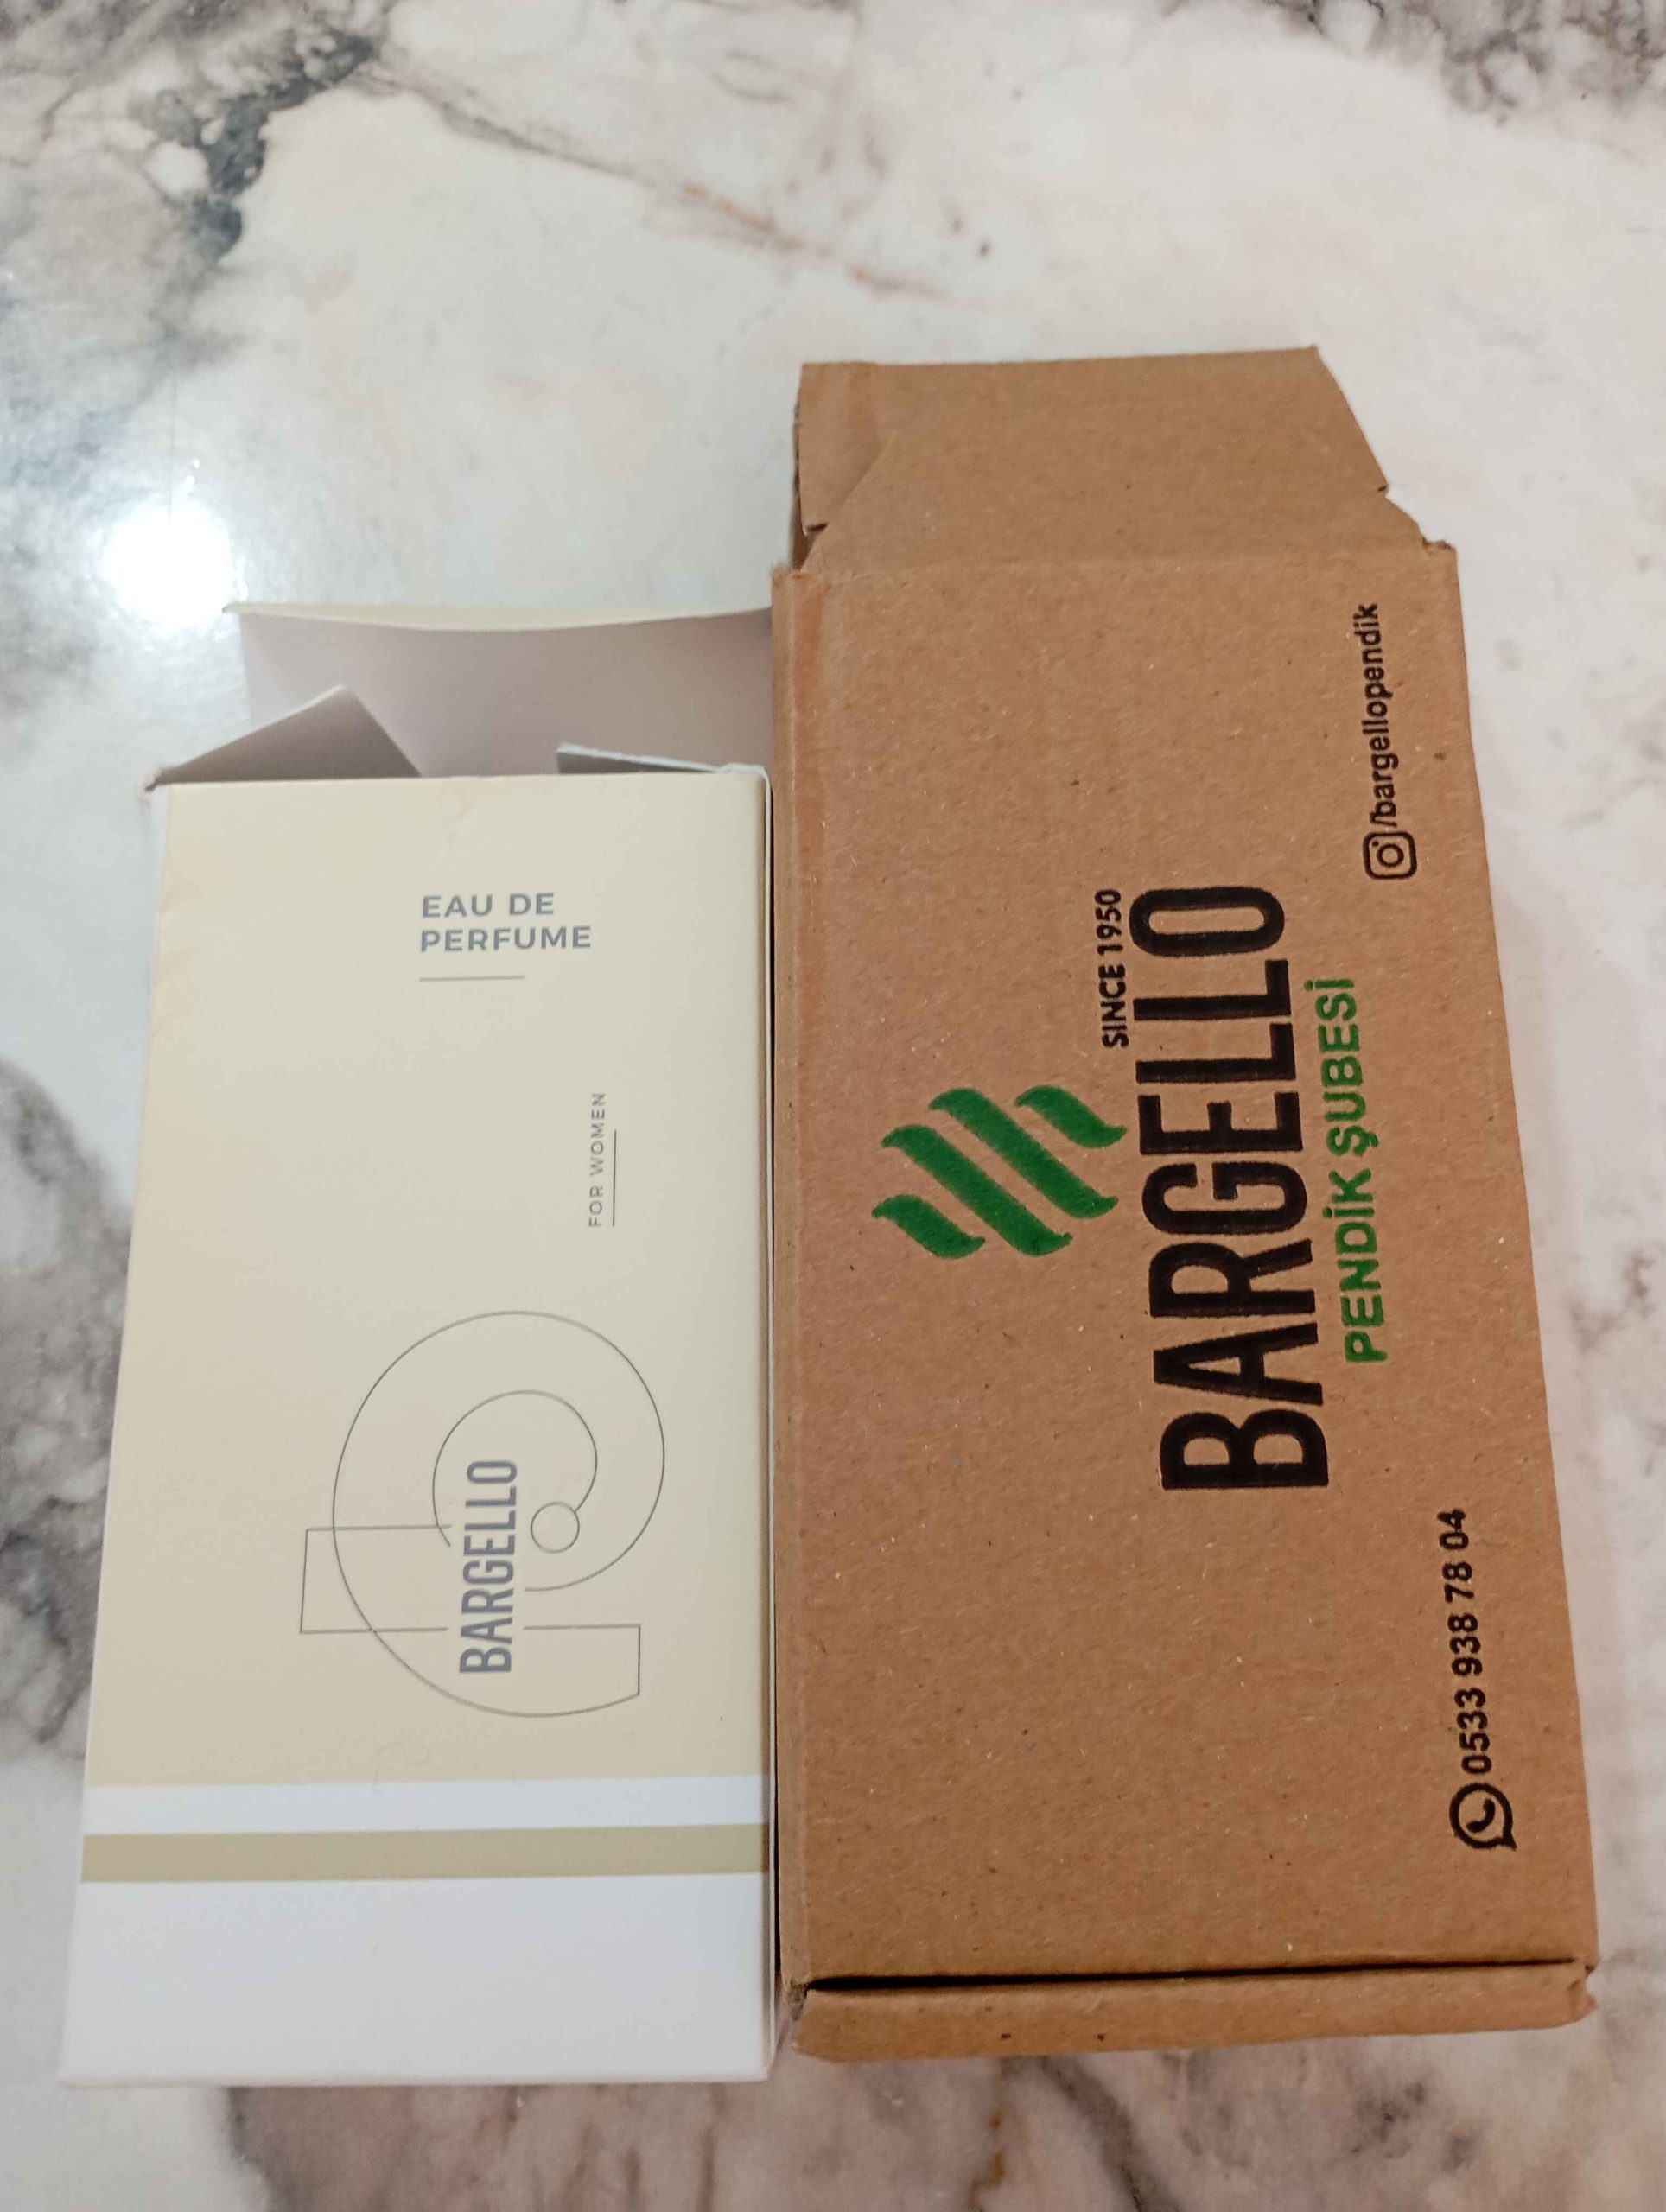 EAU DE
PERFUME
FOR WOMEN
BARGELLO
SINCE 1950
BARGELLO
PENDİK ŞUBESİ
/bargellopendik
0533 938 78 04